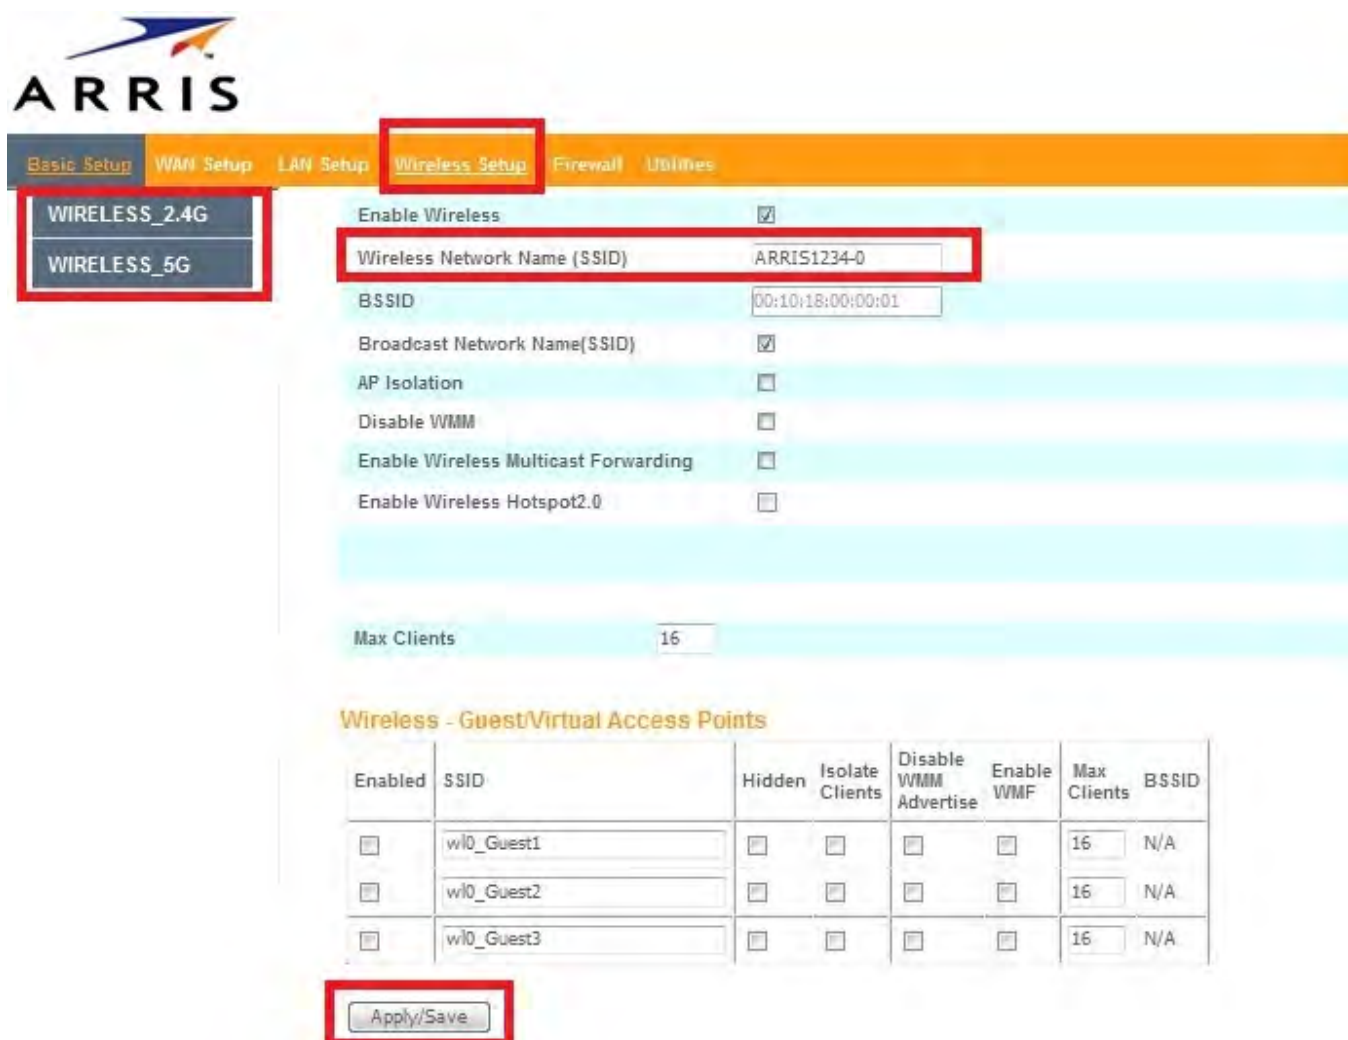 ARRIS
Basic Setup WAN Setup LAN Setup Wireless Setup Firewall Utilities
WIRELESS_2.4G
WIRELESS_5G
Enable Wireless
Wireless Network Name (SSID) ARRIS1234-0
BSSID 00:10:18:00:00:01
Broadcast Network Name(SSID)
AP Isolation
Disable WMM
Enable Wireless Multicast Forwarding
Enable Wireless Hotspot2.0
Max Clients 16
Wireless - Guest/Virtual Access Points
Enabled SSID Hidden Isolate Clients Disable WMM Advertise Enable WMF Max Clients BSSID
wl0_Guest1 16 N/A
wl0_Guest2 16 N/A
wl0_Guest3 16 N/A
Apply/Save